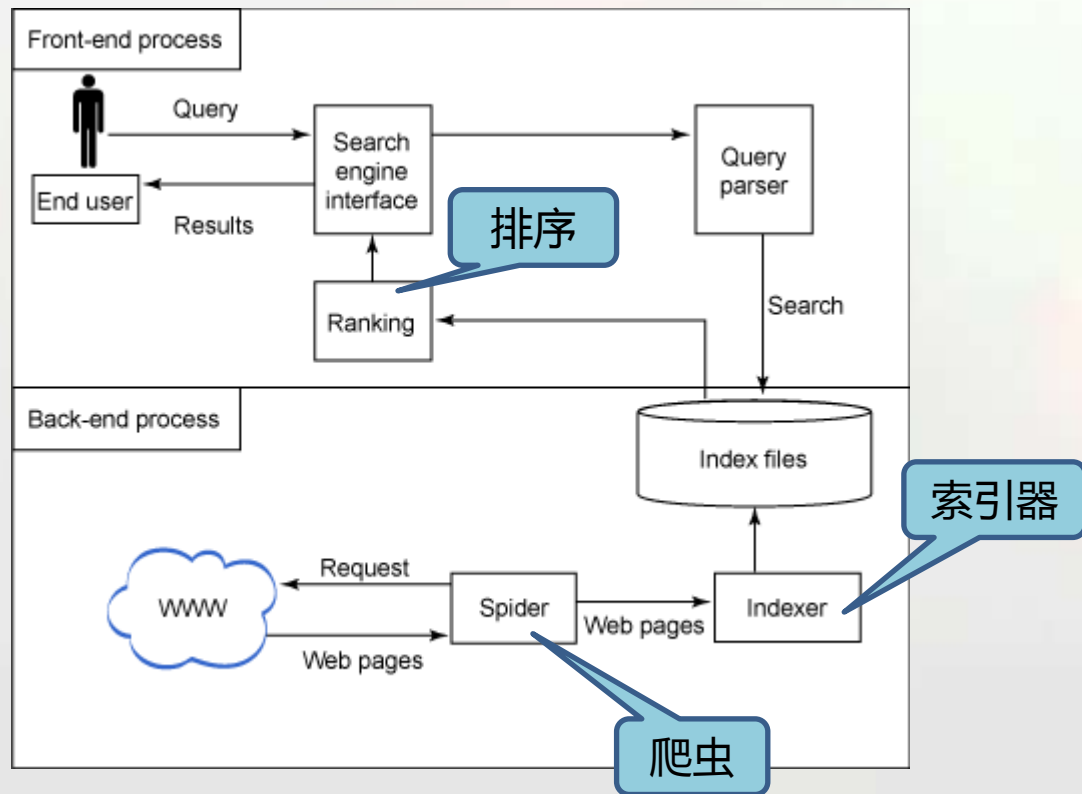 Front-end process
Query
Search
engine
interface
Query
parser
End user
Results
排序
Ranking
Search
Back-end process
Index files
索引器
WWW
Request
Spider
Web pages
Indexer
Web pages
爬虫